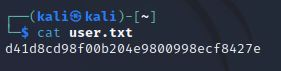 ┌──(kali㉿kali)-[~]
└─$ cat user.txt
d41d8cd98f00b204e9800998ecf8427e